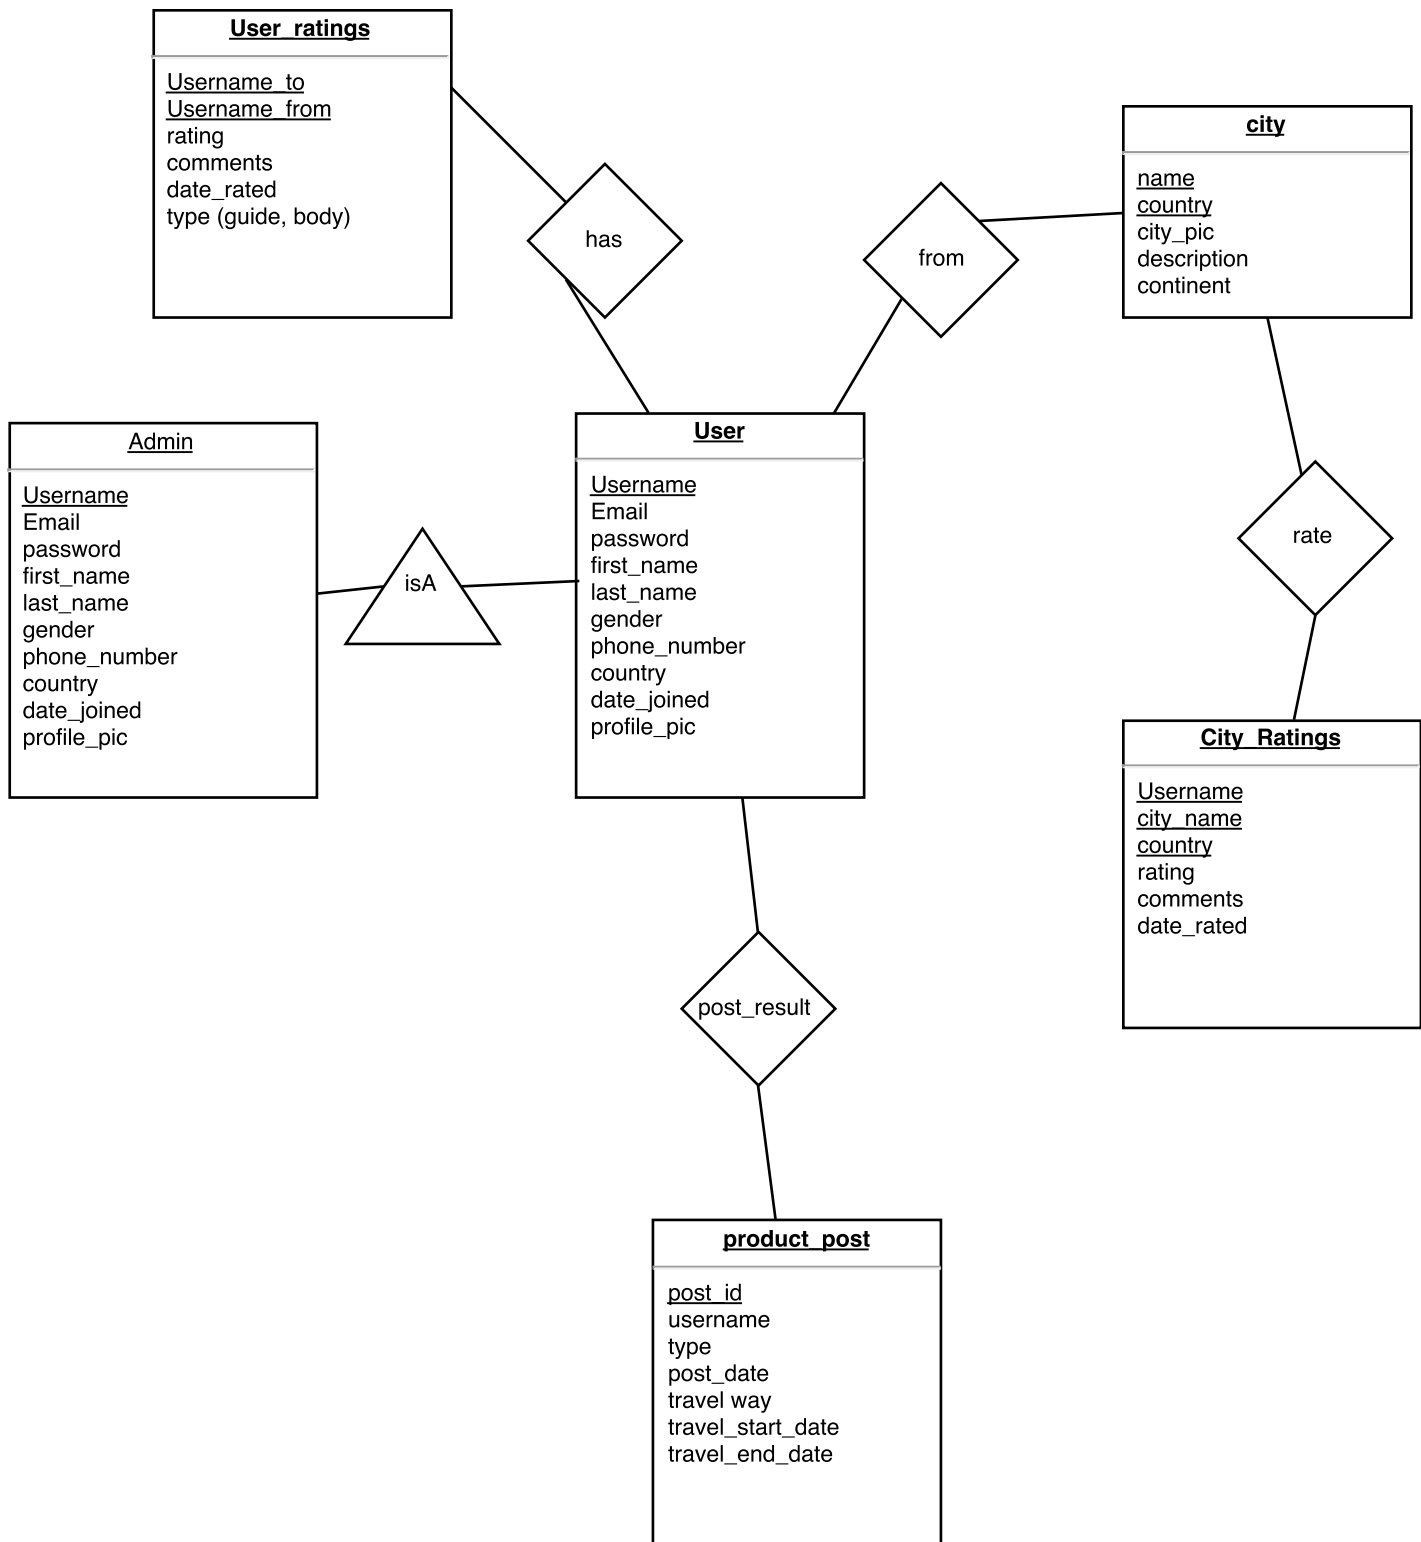 User_ratings
Username_to
Username_from
rating
comments
date_rated
type (guide, body)
has
from
city
name
country
city_pic
description
continent
Admin
Username
Email
password
first_name
last_name
gender
phone_number
country
date_joined
profile_pic
isA
User
Username
Email
password
first_name
last_name
gender
phone_number
country
date_joined
profile_pic
rate
City_Ratings
Username
city_name
country
rating
comments
date_rated
post_result
product_post
post_id
username
type
post_date
travel way
travel_start_date
travel_end_date